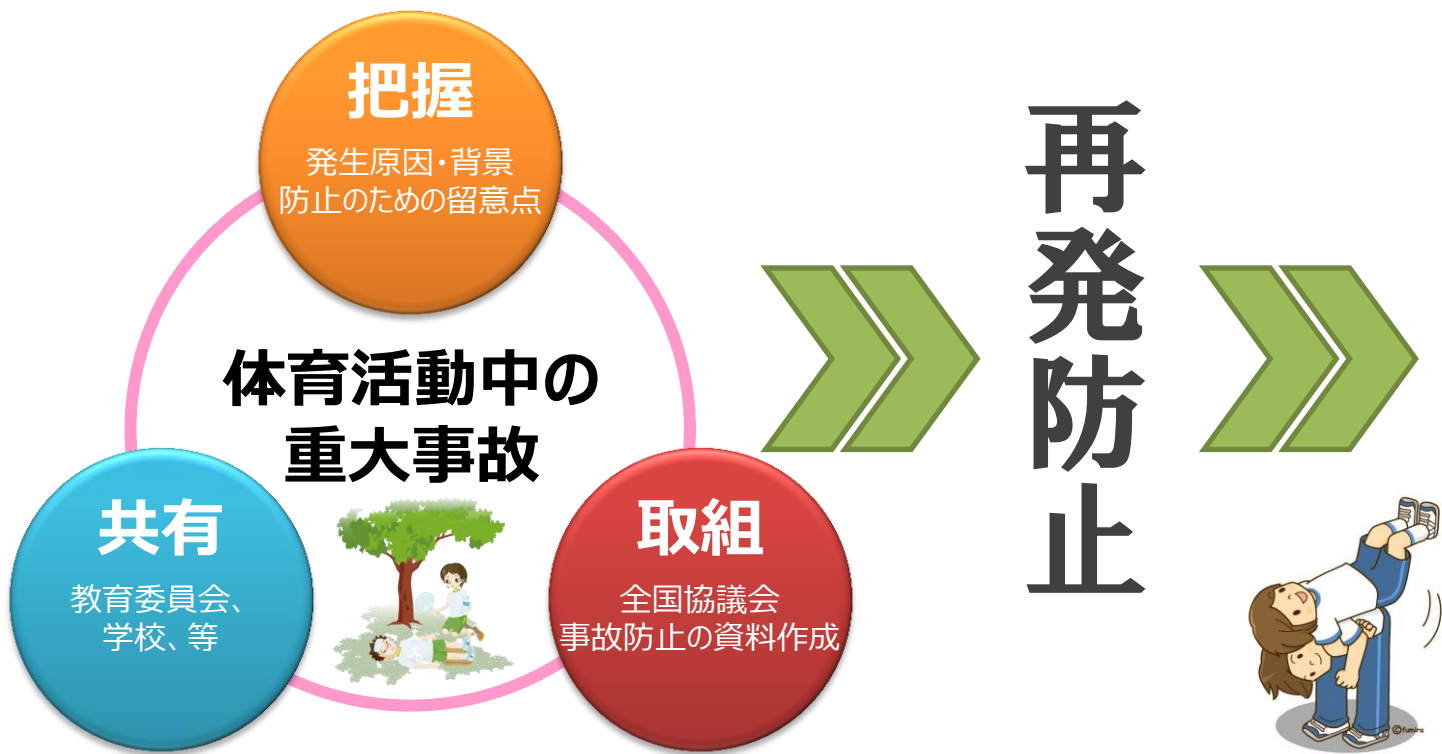 把握
発生原因・背景
防止のための留意点
体育活動中の
重大事故
共有
教育委員会、
学校、等
取組
全国協議会
事故防止の資料作成
再発防止
©fumira